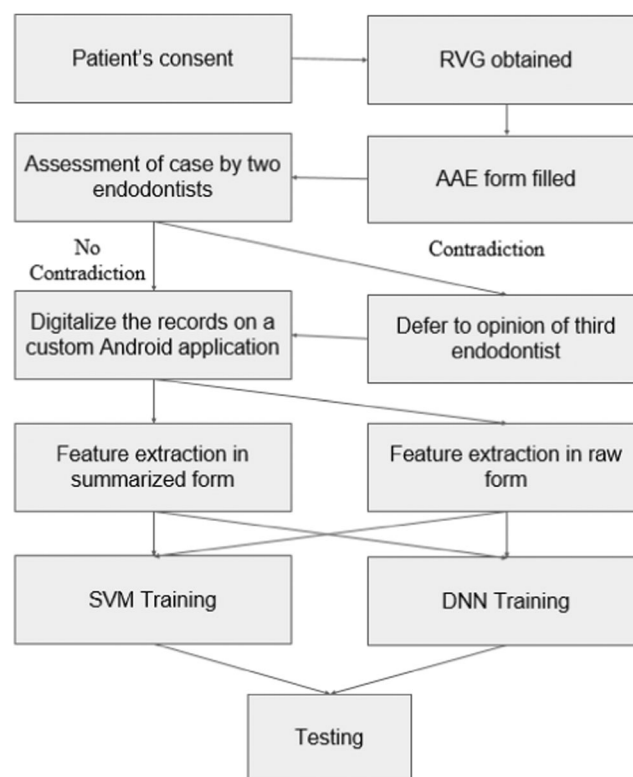 Patient's consent
RVG obtained
Assessment of case by two
endodontists
AAE form filled
No
Contradiction
Contradiction
Digitalize the records on a
custom Android application
Defer to opinion of third
endodontist
Feature extraction in
summarized form
Feature extraction in raw
form
SVM Training
DNN Training
Testing